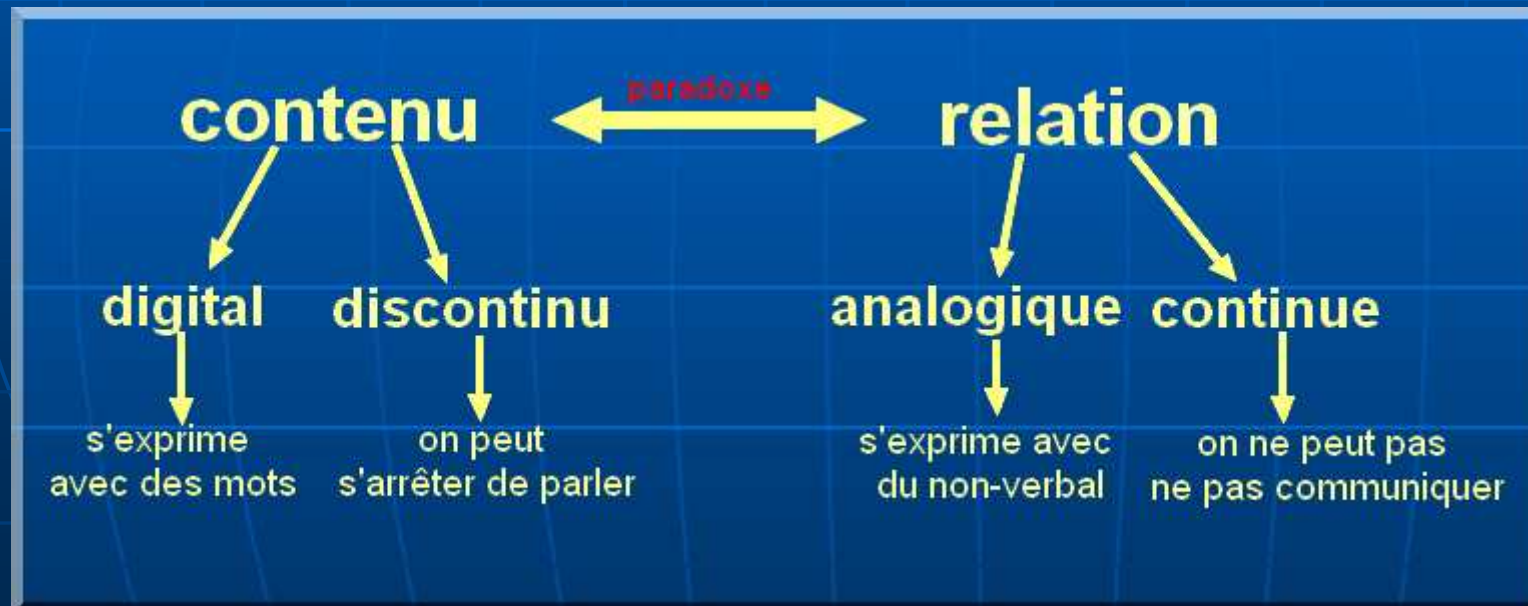 paradoxe
contenu relation
digital discontinu analogique continue
s'exprime
avec des mots
on peut
s'arrêter de parler
s'exprime avec
du non-verbal
on ne peut pas
ne pas communiquer